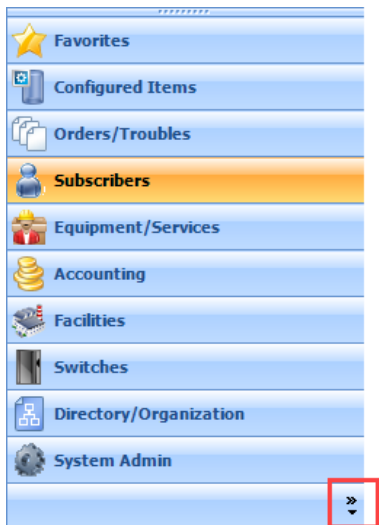 Favorites
Configured Items
Orders/Troubles
Subscribers
Equipment/Services
Accounting
Facilities
Switches
Directory/Organization
System Admin